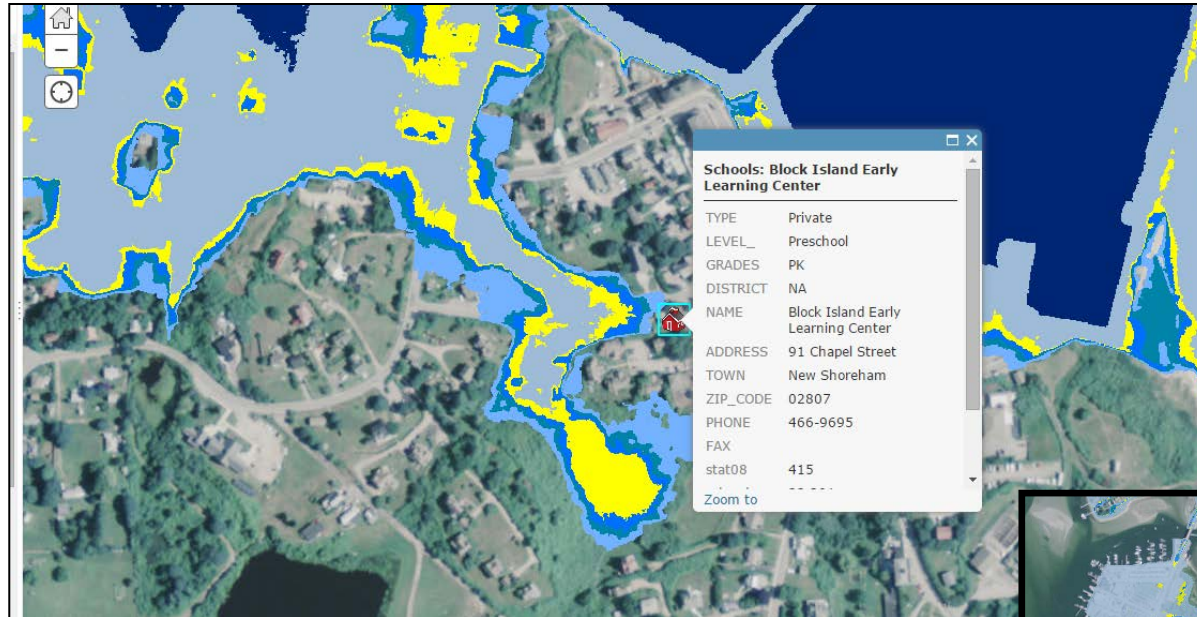 Schools: Block Island Early
Learning Center
TYPE Private
LEVEL_ Preschool
GRADES PK
DISTRICT NA
NAME Block Island Early
Learning Center
ADDRESS 91 Chapel Street
TOWN New Shoreham
ZIP_CODE 02807
PHONE 466-9695
FAX
stat08 415
Zoom to